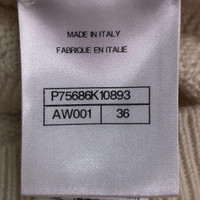 MADE IN ITALY
FABRIQUE EN ITALIE
P75686K10893
AW001 36